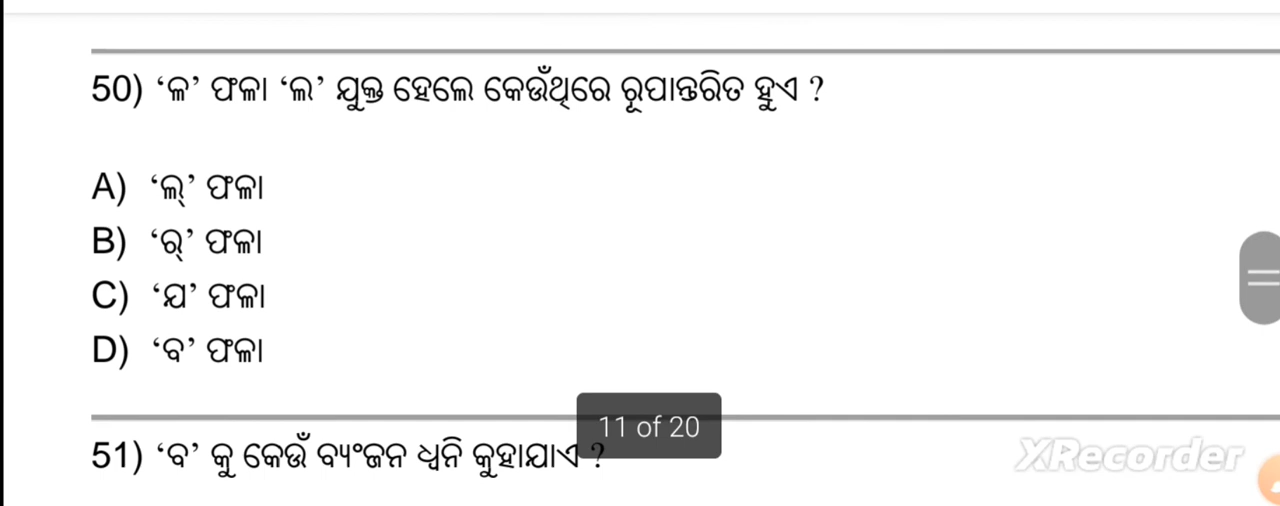 50) ‘ଳ’ ଫଳା ‘ଲ’ ଯୁକ୍ତ ହେଲେ କେଉଁଥିରେ ରୂପାନ୍ତରିତ ହୁଏ ?
A) ‘ଲ୍’ ଫଳା
B) ‘ର୍’ ଫଳା
C) ‘ଯ’ ଫଳା
D) ‘ବ’ ଫଳା
11 of 20
51) ‘ବ’ କୁ କେଉଁ ବ୍ୟଂଜନ ଧ୍ୱନି କୁହାଯାଏ ?
XRecorder